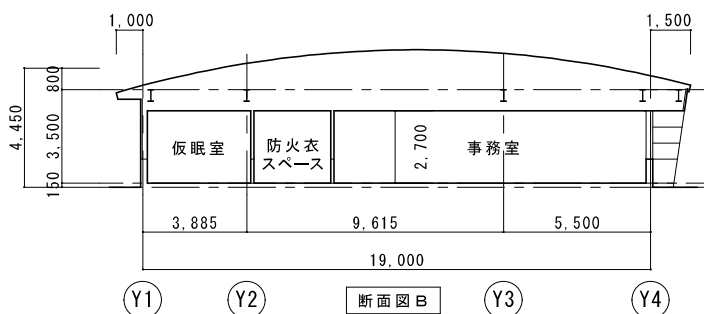 1,000
1,500
4,450
800
3,500
150
仮眠室
防火衣
スペース
2,700
事務室
3,885
9,615
5,500
19,000
Y1
Y2
断面図B
Y3
Y4